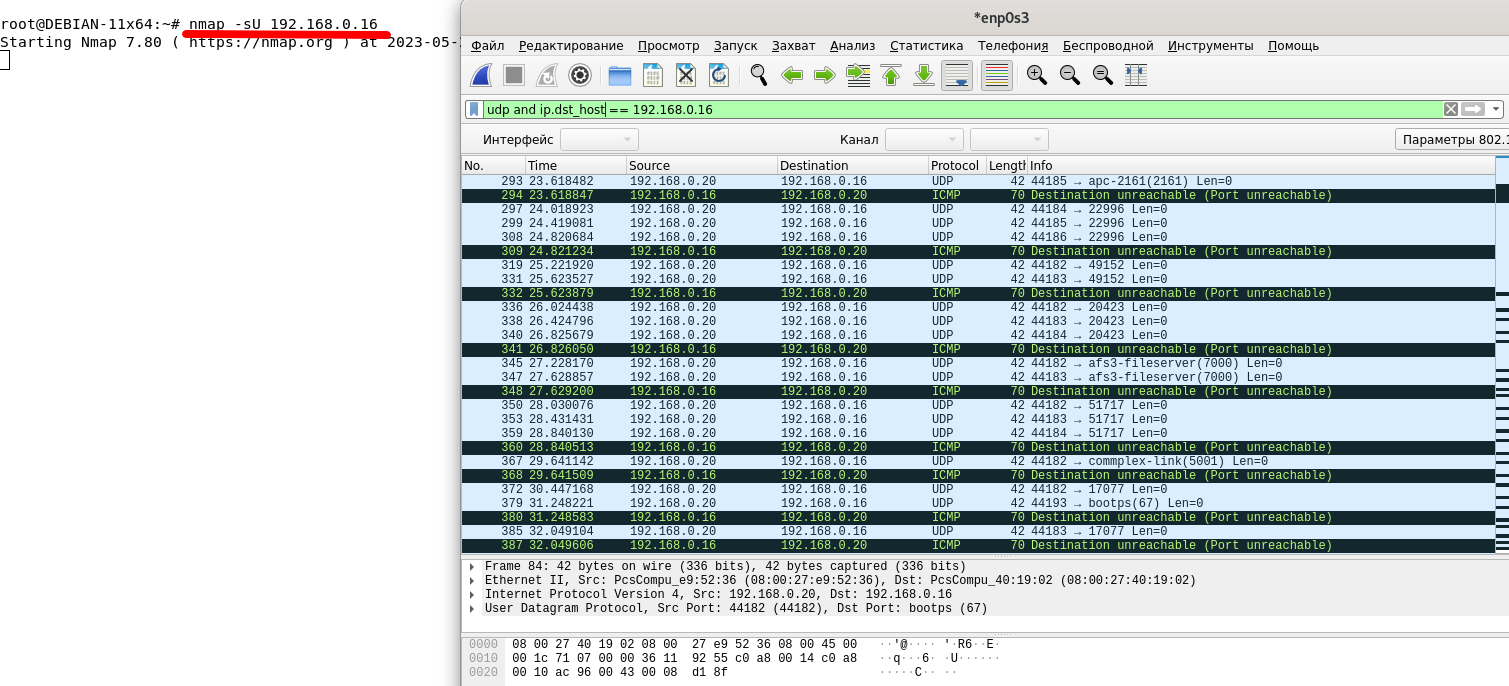 root@DEBIAN-11x64:~# nmap -sU 192.168.0.16
Starting Nmap 7.80 ( https://nmap.org ) at 2023-05-
*enp0s3
Файл Редактирование Просмотр Запуск Захват Анализ Статистика Телефония Беспроводной Инструменты Помощь
udp and ip.dst_host == 192.168.0.16
Интерфейс Канал Параметры 802.1
No. Time Source Destination Protocol Length Info
293 23.618482 192.168.0.20 192.168.0.16 UDP 42 44185 → apc-2161(2161) Len=0
294 23.618847 192.168.0.16 192.168.0.20 ICMP 70 Destination unreachable (Port unreachable)
297 24.018923 192.168.0.20 192.168.0.16 UDP 42 44184 → 22996 Len=0
299 24.419081 192.168.0.20 192.168.0.16 UDP 42 44185 → 22996 Len=0
308 24.820684 192.168.0.20 192.168.0.16 UDP 42 44186 → 22996 Len=0
309 24.821234 192.168.0.16 192.168.0.20 ICMP 70 Destination unreachable (Port unreachable)
319 25.221920 192.168.0.20 192.168.0.16 UDP 42 44182 → 49152 Len=0
331 25.623527 192.168.0.20 192.168.0.16 UDP 42 44183 → 49152 Len=0
332 25.623879 192.168.0.16 192.168.0.20 ICMP 70 Destination unreachable (Port unreachable)
336 26.024438 192.168.0.20 192.168.0.16 UDP 42 44182 → 20423 Len=0
338 26.424796 192.168.0.20 192.168.0.16 UDP 42 44183 → 20423 Len=0
340 26.825679 192.168.0.20 192.168.0.16 UDP 42 44184 → 20423 Len=0
341 26.826050 192.168.0.16 192.168.0.20 ICMP 70 Destination unreachable (Port unreachable)
345 27.228170 192.168.0.20 192.168.0.16 UDP 42 44182 → afs3-fileserver(7000) Len=0
347 27.628857 192.168.0.20 192.168.0.16 UDP 42 44183 → afs3-fileserver(7000) Len=0
348 27.629200 192.168.0.16 192.168.0.20 ICMP 70 Destination unreachable (Port unreachable)
350 28.030076 192.168.0.20 192.168.0.16 UDP 42 44182 → 51717 Len=0
353 28.431431 192.168.0.20 192.168.0.16 UDP 42 44183 → 51717 Len=0
359 28.840130 192.168.0.20 192.168.0.16 UDP 42 44184 → 51717 Len=0
360 28.840513 192.168.0.16 192.168.0.20 ICMP 70 Destination unreachable (Port unreachable)
367 29.641142 192.168.0.20 192.168.0.16 UDP 42 44182 → commplex-link(5001) Len=0
368 29.641509 192.168.0.16 192.168.0.20 ICMP 70 Destination unreachable (Port unreachable)
372 30.447168 192.168.0.20 192.168.0.16 UDP 42 44182 → 17077 Len=0
379 31.248221 192.168.0.20 192.168.0.16 UDP 42 44193 → bootps(67) Len=0
380 31.248583 192.168.0.16 192.168.0.20 ICMP 70 Destination unreachable (Port unreachable)
385 32.049104 192.168.0.20 192.168.0.16 UDP 42 44183 → 17077 Len=0
387 32.049606 192.168.0.16 192.168.0.20 ICMP 70 Destination unreachable (Port unreachable)
Frame 84: 42 bytes on wire (336 bits), 42 bytes captured (336 bits)
Ethernet II, Src: PcsCompu_e9:52:36 (08:00:27:e9:52:36), Dst: PcsCompu_40:19:02 (08:00:27:40:19:02)
Internet Protocol Version 4, Src: 192.168.0.20, Dst: 192.168.0.16
User Datagram Protocol, Src Port: 44182 (44182), Dst Port: bootps (67)
0000 08 00 27 40 19 02 08 00 27 e9 52 36 08 00 45 00 ··'@···· '·R6··E·
0010 00 1c 71 07 00 00 36 11 92 55 c0 a8 00 14 c0 a8 ··q···6· ·U······
0020 00 10 ac 96 00 43 00 08 d1 8f ·····C·· ··